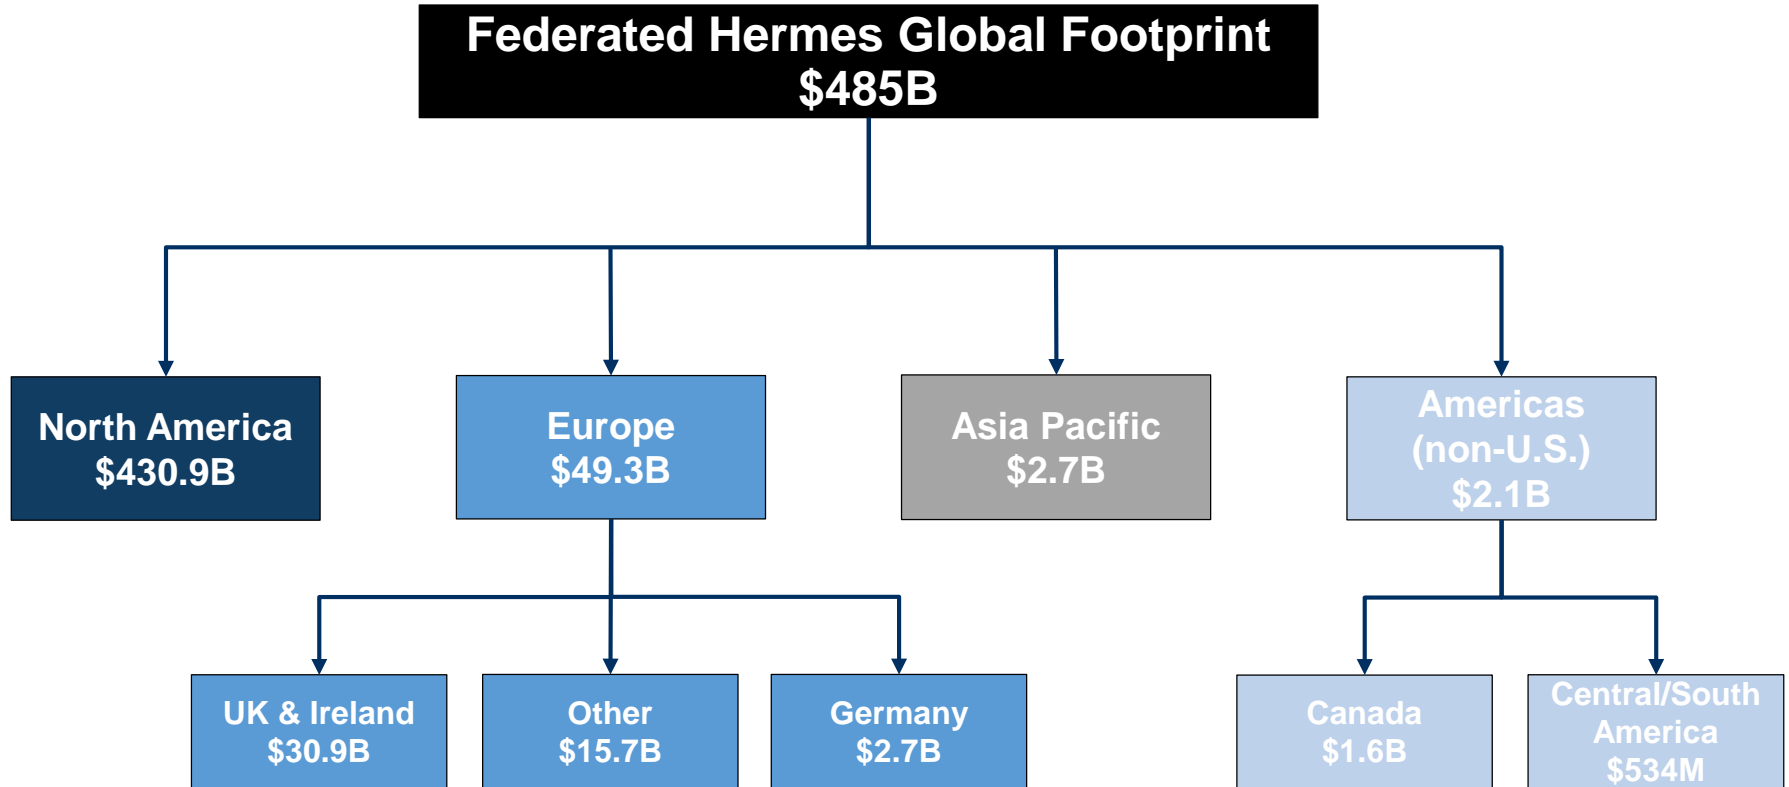 Federated Hermes Global Footprint
$485B
North America
$430.9B
Europe
$49.3B
Asia Pacific
$2.7B
Americas
(non-U.S.)
$2.1B
UK & Ireland
$30.9B
Other
$15.7B
Germany
$2.7B
Canada
$1.6B
Central/South
America
$534M